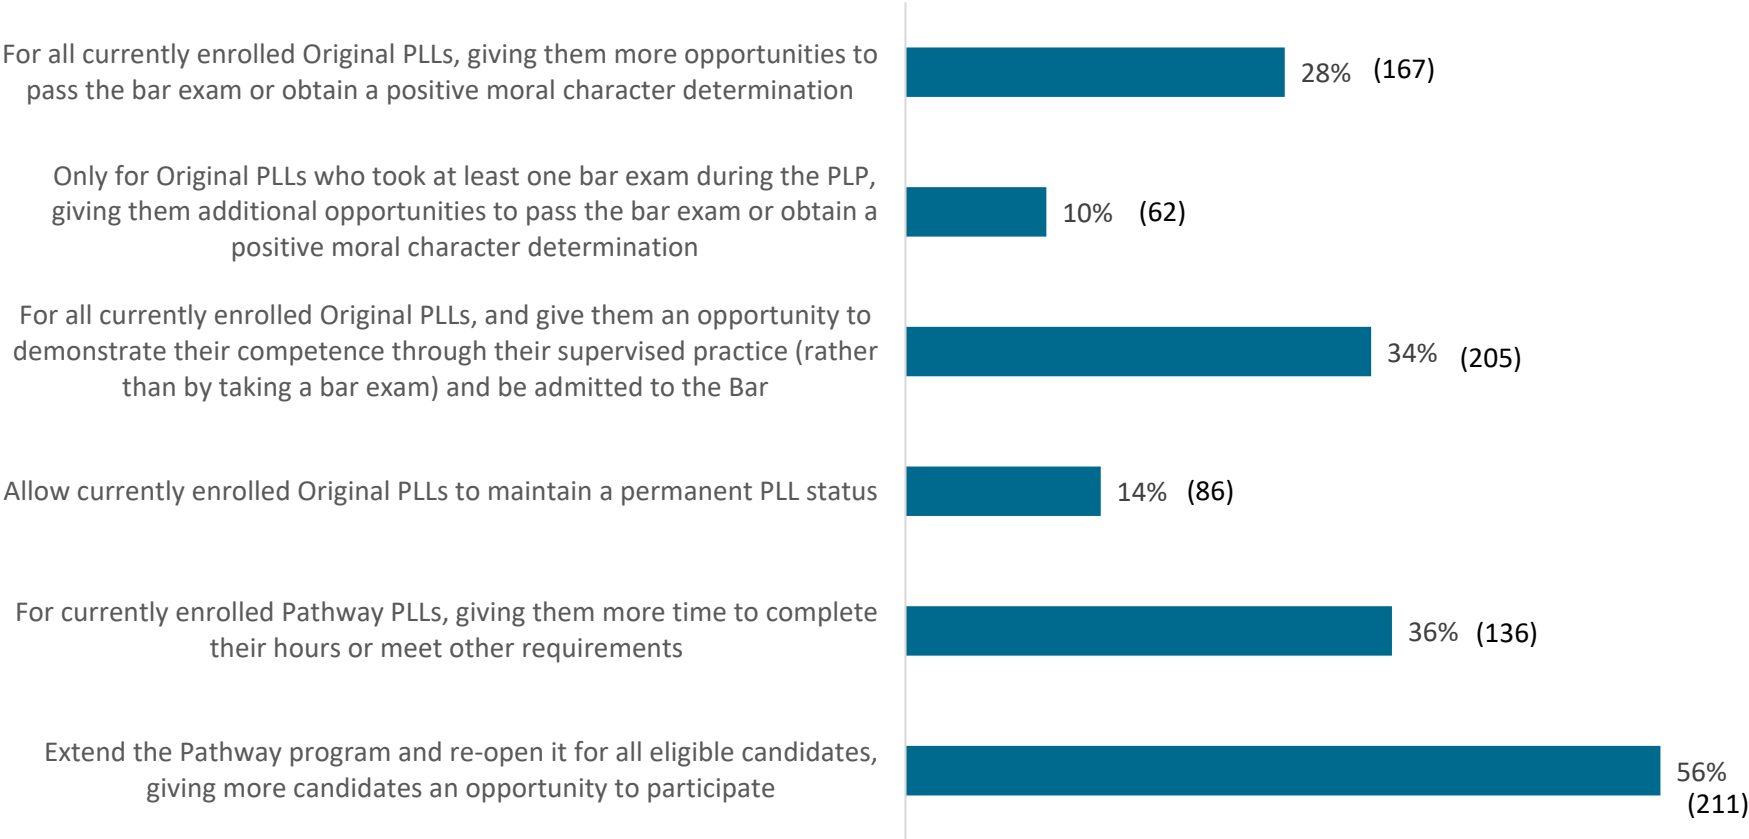 For all currently enrolled Original PLLs, giving them more opportunities to
pass the bar exam or obtain a positive moral character determination
28% (167)
Only for Original PLLs who took at least one bar exam during the PLP,
giving them additional opportunities to pass the bar exam or obtain a
positive moral character determination
10% (62)
For all currently enrolled Original PLLs, and give them an opportunity to
demonstrate their competence through their supervised practice (rather
than by taking a bar exam) and be admitted to the Bar
34% (205)
Allow currently enrolled Original PLLs to maintain a permanent PLL status
14% (86)
For currently enrolled Pathway PLLs, giving them more time to complete
their hours or meet other requirements
36% (136)
Extend the Pathway program and re-open it for all eligible candidates,
giving more candidates an opportunity to participate
56%
(211)